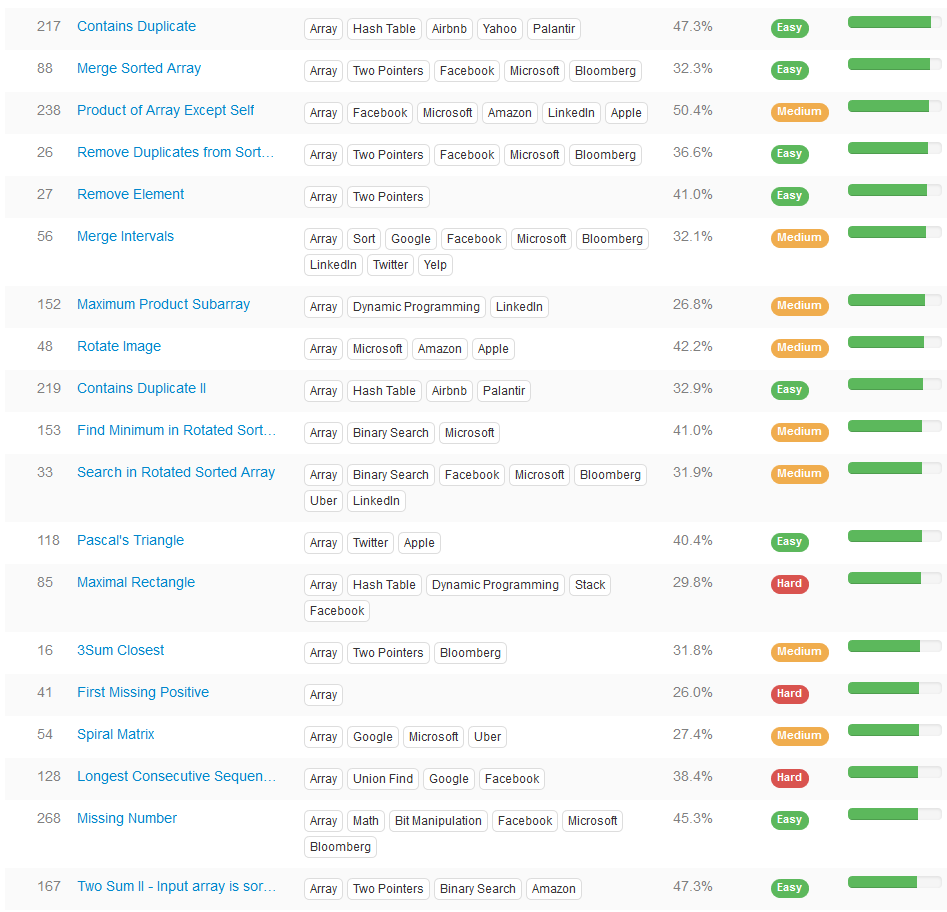 217 Contains Duplicate Array Hash Table Airbnb Yahoo Palantir 47.3% Easy
88 Merge Sorted Array Array Two Pointers Facebook Microsoft Bloomberg 32.3% Easy
238 Product of Array Except Self Array Facebook Microsoft Amazon LinkedIn Apple 50.4% Medium
26 Remove Duplicates from Sort... Array Two Pointers Facebook Microsoft Bloomberg 36.6% Easy
27 Remove Element Array Two Pointers 41.0% Easy
56 Merge Intervals Array Sort Google Facebook Microsoft Bloomberg 32.1% Medium
LinkedIn Twitter Yelp
152 Maximum Product Subarray Array Dynamic Programming LinkedIn 26.8% Medium
48 Rotate Image Array Microsoft Amazon Apple 42.2% Medium
219 Contains Duplicate II Array Hash Table Airbnb Palantir 32.9% Easy
153 Find Minimum in Rotated Sort... Array Binary Search Microsoft 41.0% Medium
33 Search in Rotated Sorted Array Array Binary Search Facebook Microsoft Bloomberg 31.9% Medium
Uber LinkedIn
118 Pascal's Triangle Array Twitter Apple 40.4% Easy
85 Maximal Rectangle Array Hash Table Dynamic Programming Stack 29.8% Hard
Facebook
16 3Sum Closest Array Two Pointers Bloomberg 31.8% Medium
41 First Missing Positive Array 26.0% Hard
54 Spiral Matrix Array Google Microsoft Uber 27.4% Medium
128 Longest Consecutive Sequen... Array Union Find Google Facebook 38.4% Hard
268 Missing Number Array Math Bit Manipulation Facebook Microsoft 45.3% Easy
Bloomberg
167 Two Sum II - Input array is sor... Array Two Pointers Binary Search Amazon 47.3% Easy